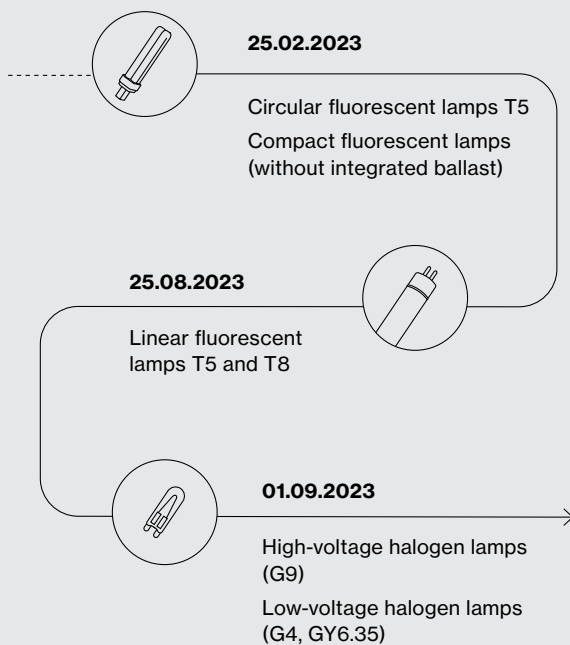 25.02.2023
Circular fluorescent lamps T5
Compact fluorescent lamps
(without integrated ballast)
25.08.2023
Linear fluorescent
lamps T5 and T8
01.09.2023
High-voltage halogen lamps
(G9)
Low-voltage halogen lamps
(G4, GY6.35)